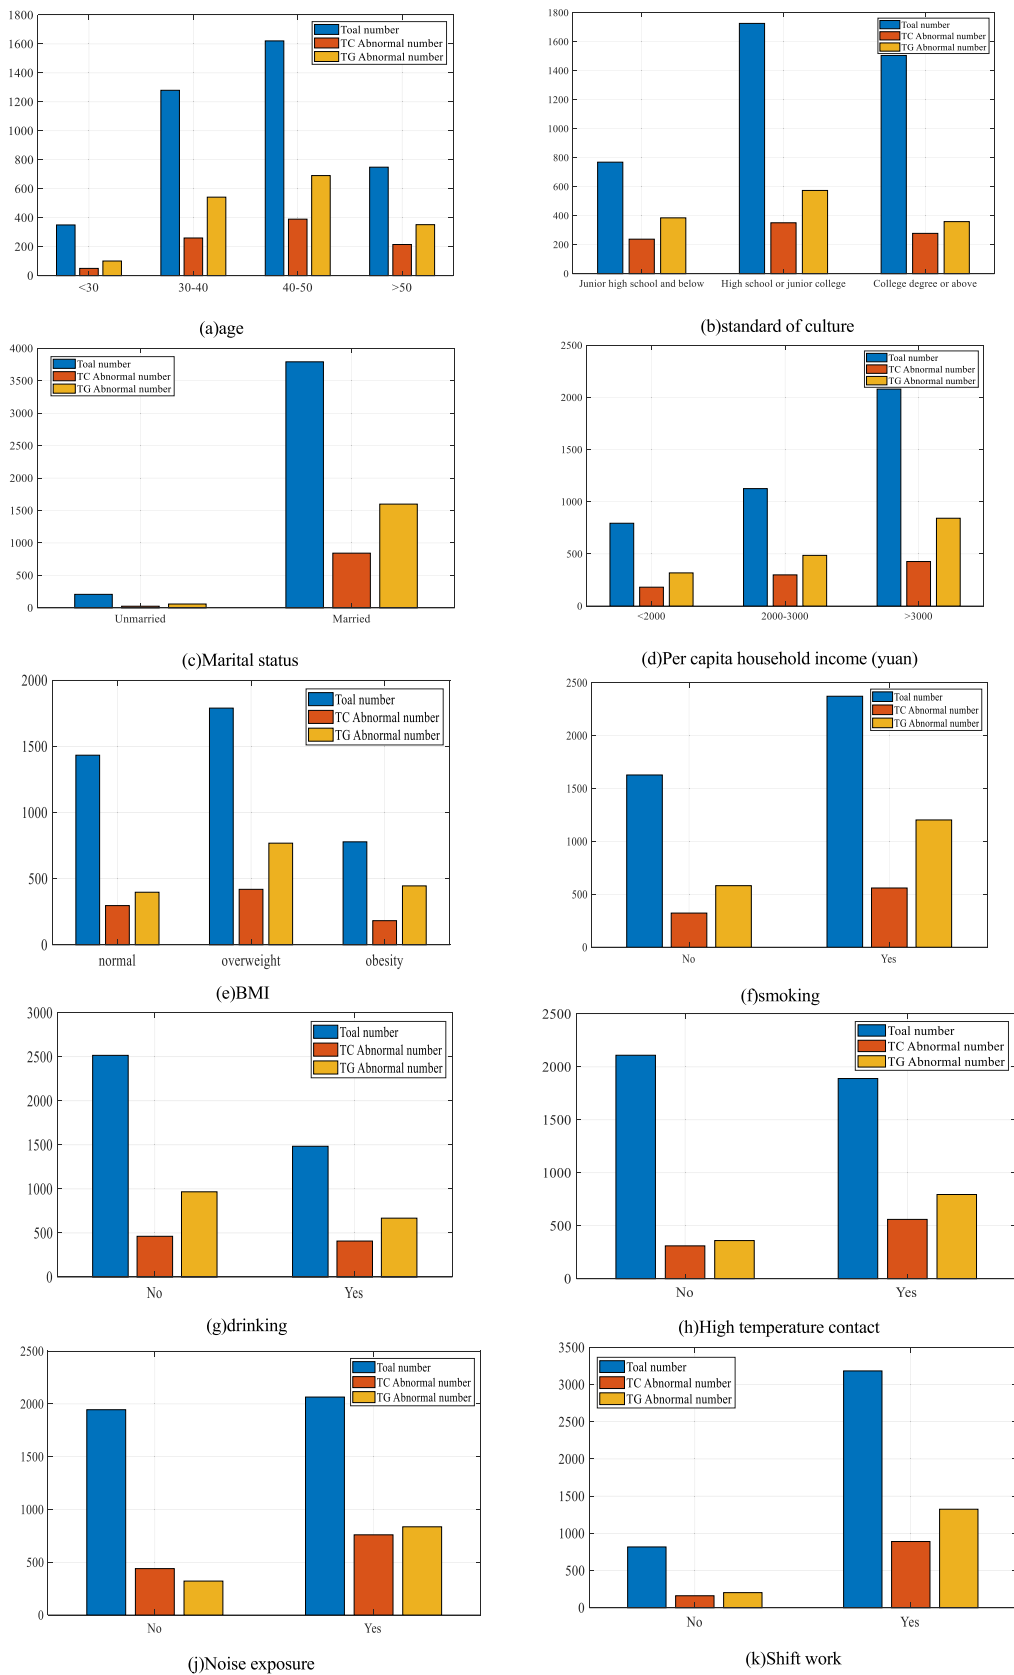 1800
1600
1400
1200
1000
800
600
400
200
0
Toal number
TC Abnormal number
TG Abnormal number
<30
30-40
40-50
>50
(a)age
1800
1600
1400
1200
1000
800
600
400
200
0
Toal number
TC Abnormal number
TG Abnormal number
Junior high school and below
High school or junior college
College degree or above
(b)standard of culture
4000
3500
3000
2500
2000
1500
1000
500
0
Toal number
TC Abnormal number
TG Abnormal number
Unmarried
Married
(c)Marital status
2500
2000
1500
1000
500
0
Toal number
TC Abnormal number
TG Abnormal number
<2000
2000-3000
>3000
(d)Per capita household income (yuan)
2000
1500
1000
500
0
Toal number
TC Abnormal number
TG Abnormal number
normal
overweight
obesity
(e)BMI
2500
2000
1500
1000
500
0
Toal number
TC Abnormal number
TG Abnormal number
No
Yes
(f)smoking
3000
2500
2000
1500
1000
500
0
Toal number
TC Abnormal number
TG Abnormal number
No
Yes
(g)drinking
2500
2000
1500
1000
500
0
Toal number
TC Abnormal number
TG Abnormal number
No
Yes
(h)High temperature contact
2500
2000
1500
1000
500
0
Toal number
TC Abnormal number
TG Abnormal number
No
Yes
(j)Noise exposure
3500
3000
2500
2000
1500
1000
500
0
Toal number
TC Abnormal number
TG Abnormal number
No
Yes
(k)Shift work